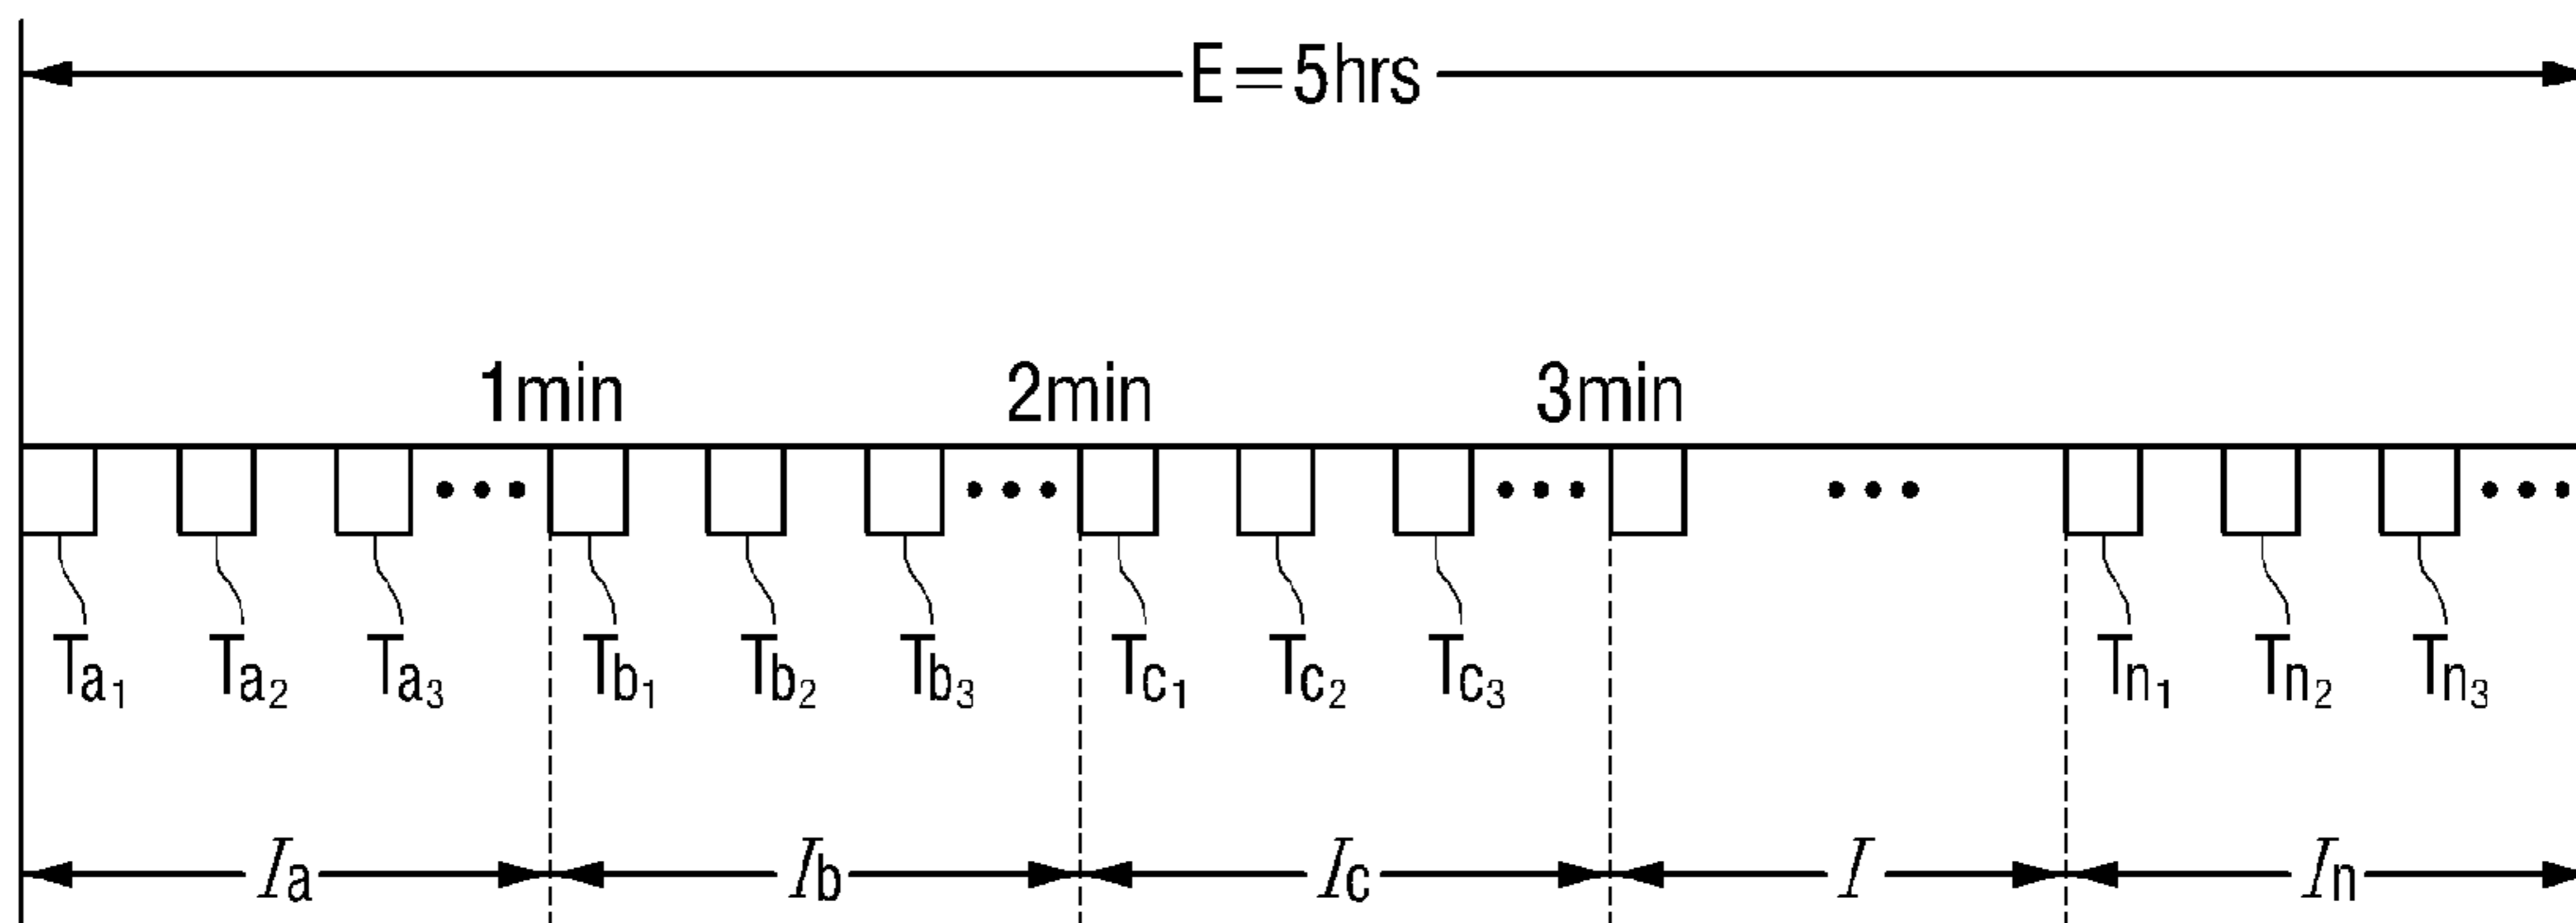 E=5hrs
1min 2min 3min
Ta1 Ta2 Ta3 Tb1 Tb2 Tb3 Tc1 Tc2 Tc3 Tn1 Tn2 Tn3
Ia Ib Ic I In